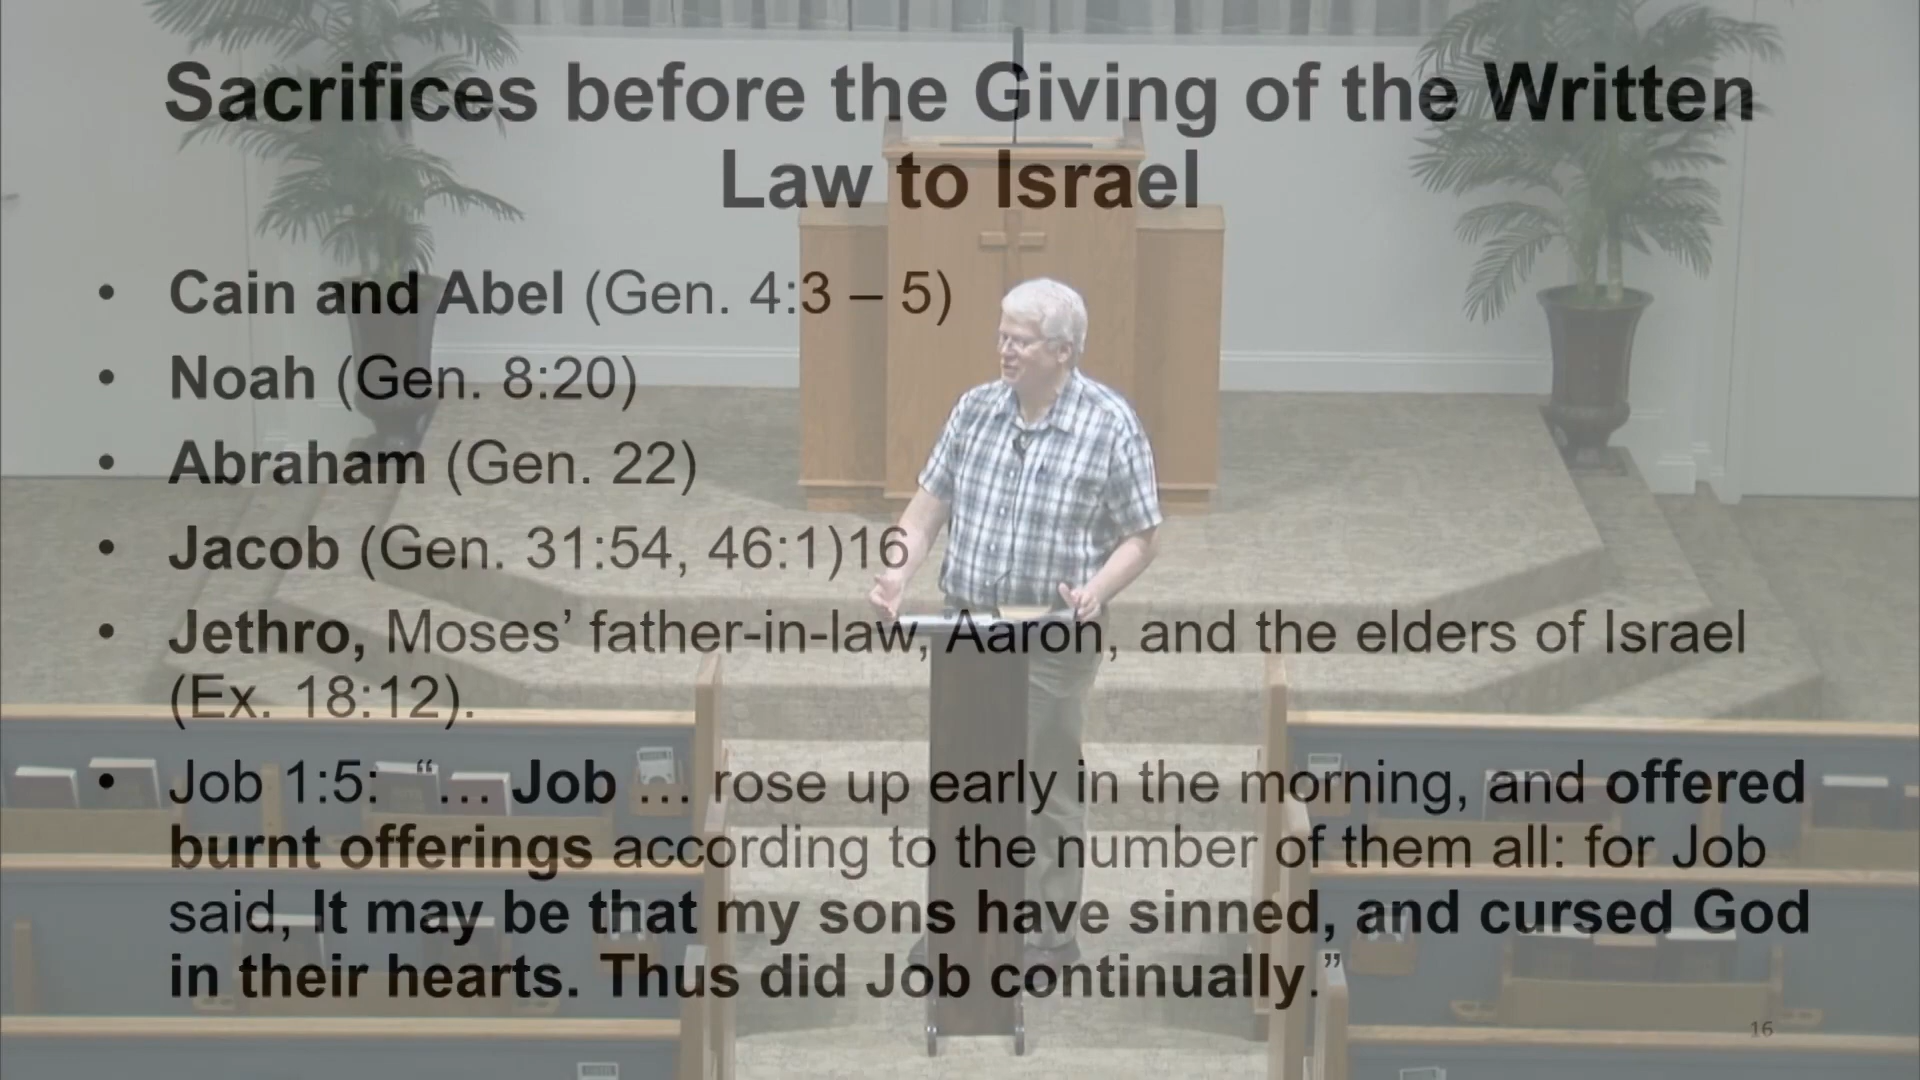 Sacrifices before the Giving of the Written
Law to Israel
• Cain and Abel (Gen. 4:3 – 5)
• Noah (Gen. 8:20)
• Abraham (Gen. 22)
• Jacob (Gen. 31:54, 46:1)16
• Jethro, Moses’ father-in-law, Aaron, and the elders of Israel
(Ex. 18:12).
• Job 1:5: “… Job … rose up early in the morning, and offered
burnt offerings according to the number of them all: for Job
said, It may be that my sons have sinned, and cursed God
in their hearts. Thus did Job continually.”
16